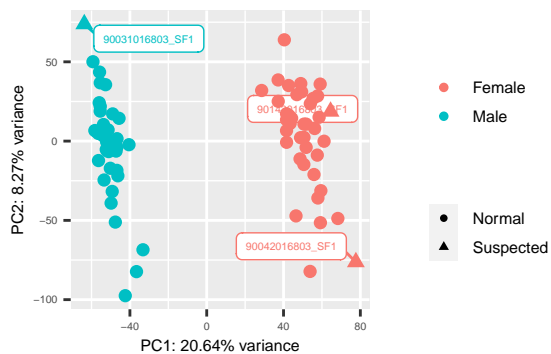 90031016803_SF1
PC2: 8.27% variance
50
0
−50
−100
90042016803_SF1
−40
0
40
80
PC1: 20.64% variance
Female
Male
Normal
Suspected